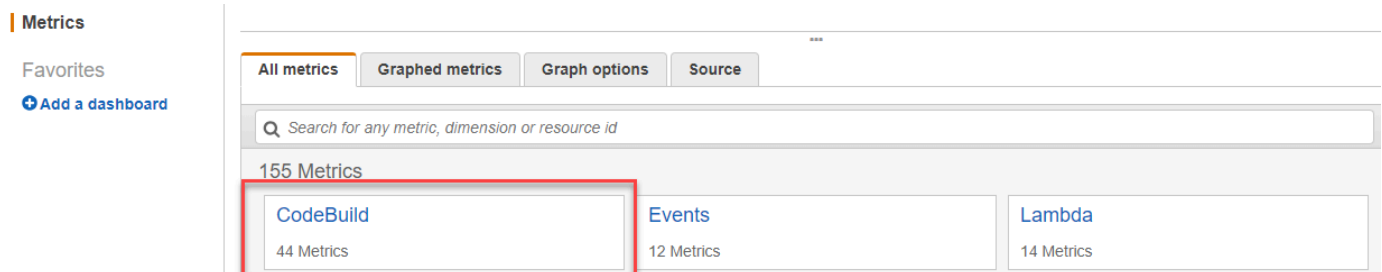 Metrics
Favorites
Add a dashboard
All metrics Graphed metrics Graph options Source
Search for any metric, dimension or resource id
155 Metrics
CodeBuild Events Lambda
44 Metrics 12 Metrics 14 Metrics